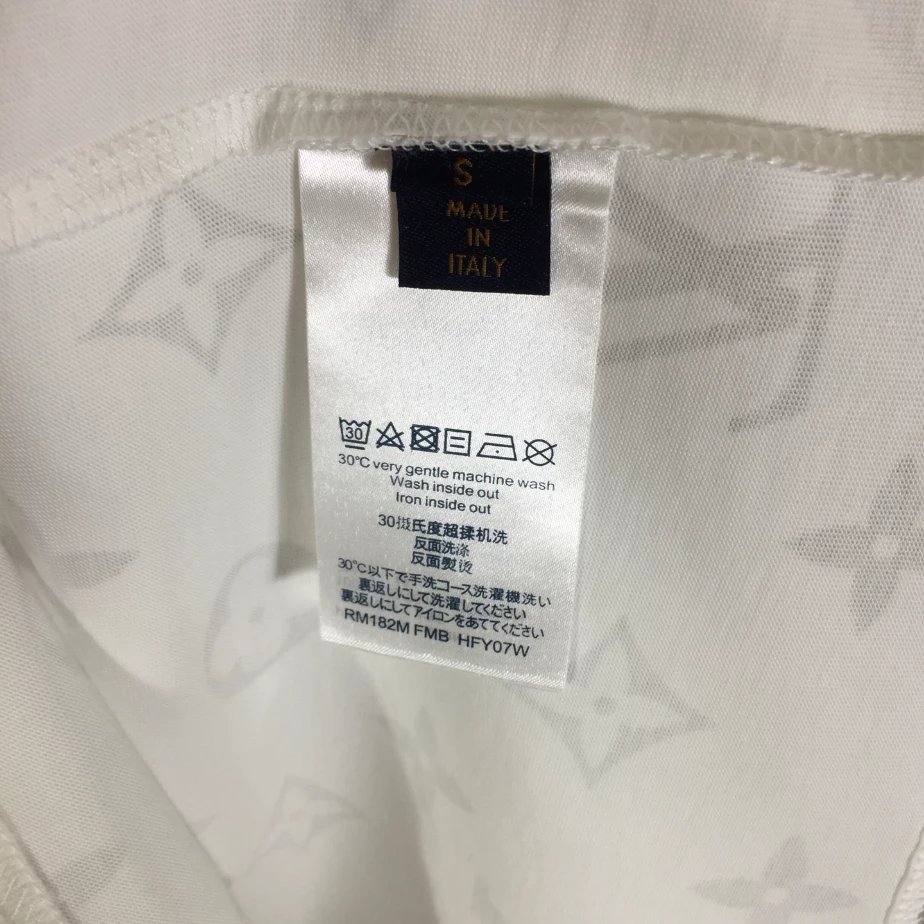 S
MADE
IN
ITALY
30
30°C very gentle machine wash
Wash inside out
Iron inside out
30摄氏度超揉机洗
反面洗涤
反面熨烫
30°C以下で手洗コース洗濯機洗い
裏返しにして洗濯してください
裏返しにしてアイロンをあててください
RM182M FMB HFY07W